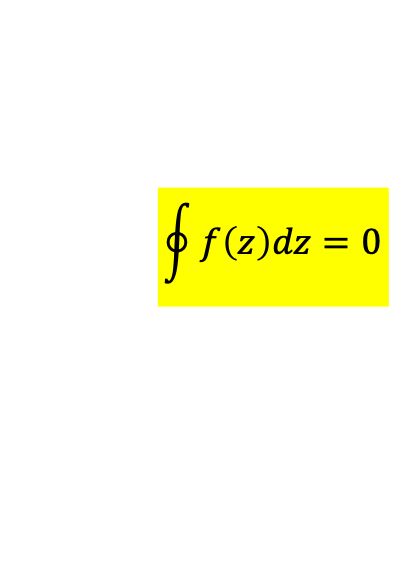 ∮ f(z)dz = 0